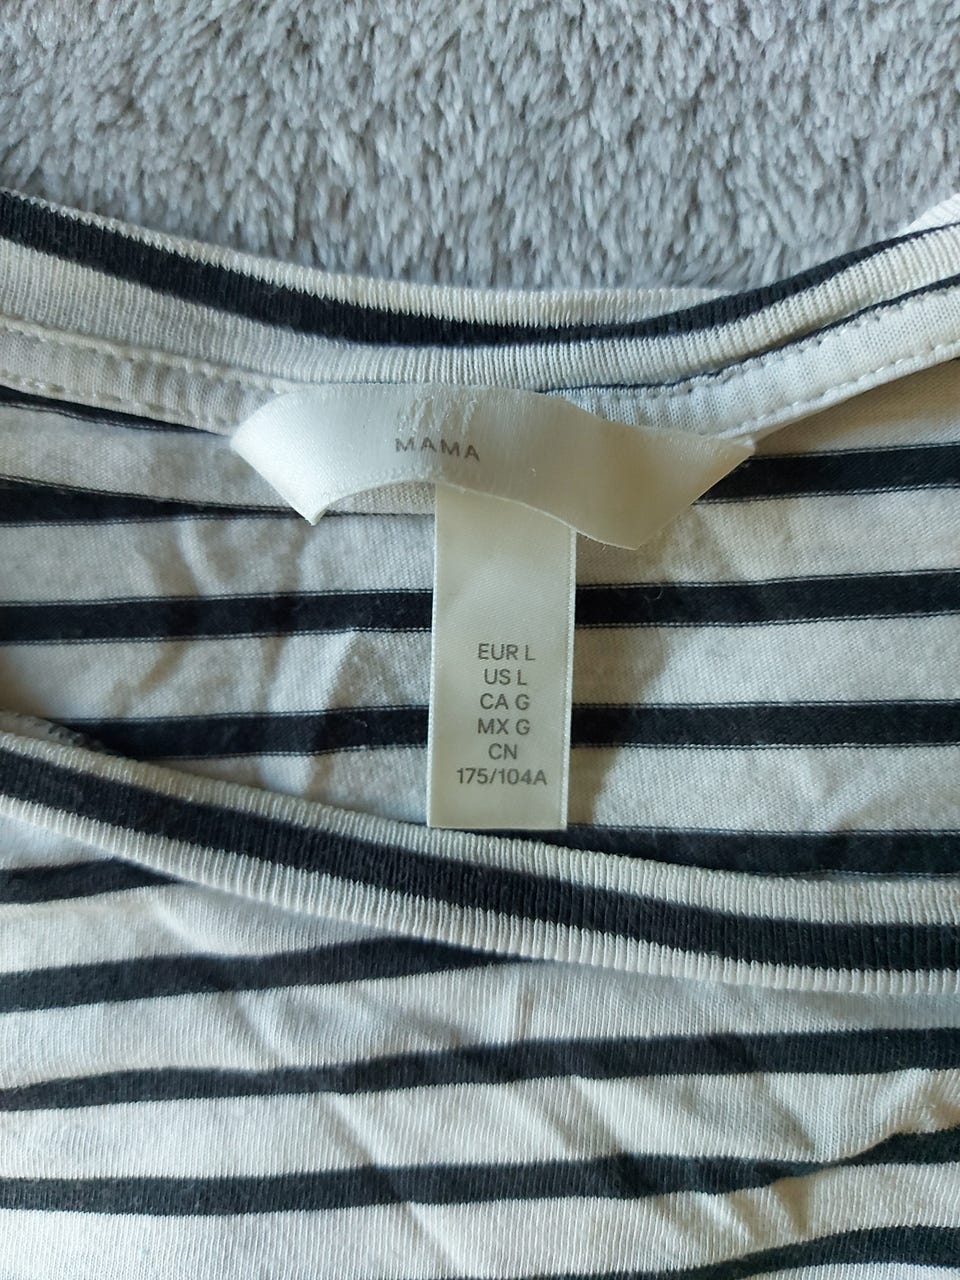 MAMA
EUR L
US L
CA G
MX G
CN
175/104A